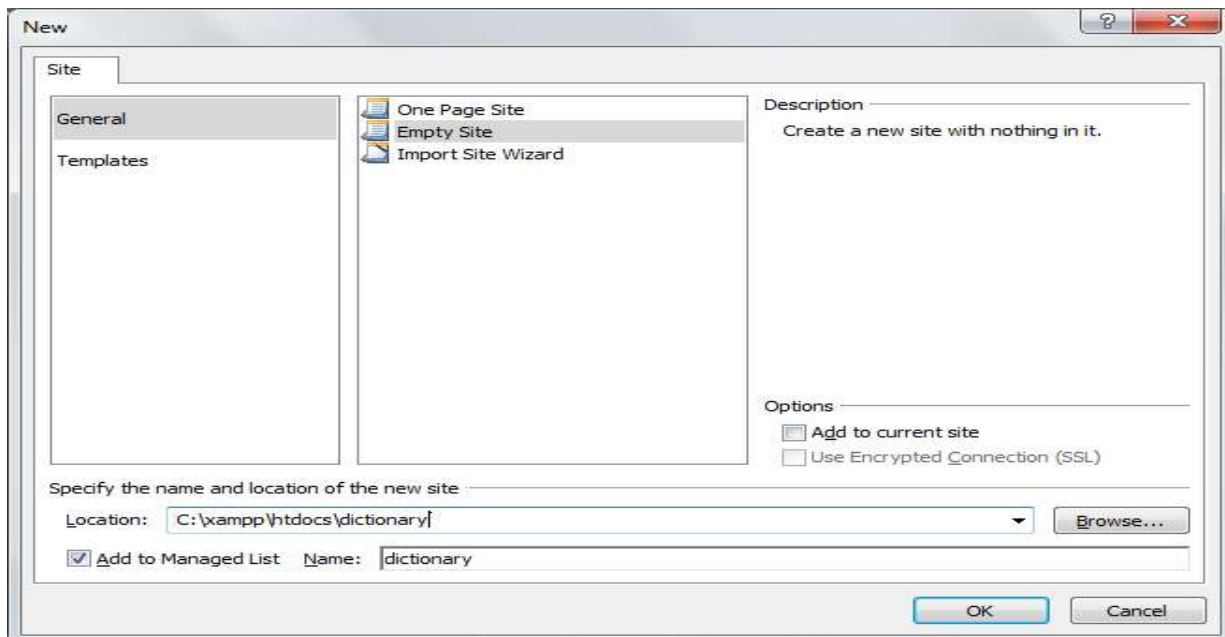 New
Site
General
Templates
One Page Site
Empty Site
Import Site Wizard
Description
Create a new site with nothing in it.
Options
Add to current site
Use Encrypted Connection (SSL)
Specify the name and location of the new site
Location: C:\xampp\htdocs\dictionary
Browse...
Add to Managed List Name: dictionary
OK Cancel